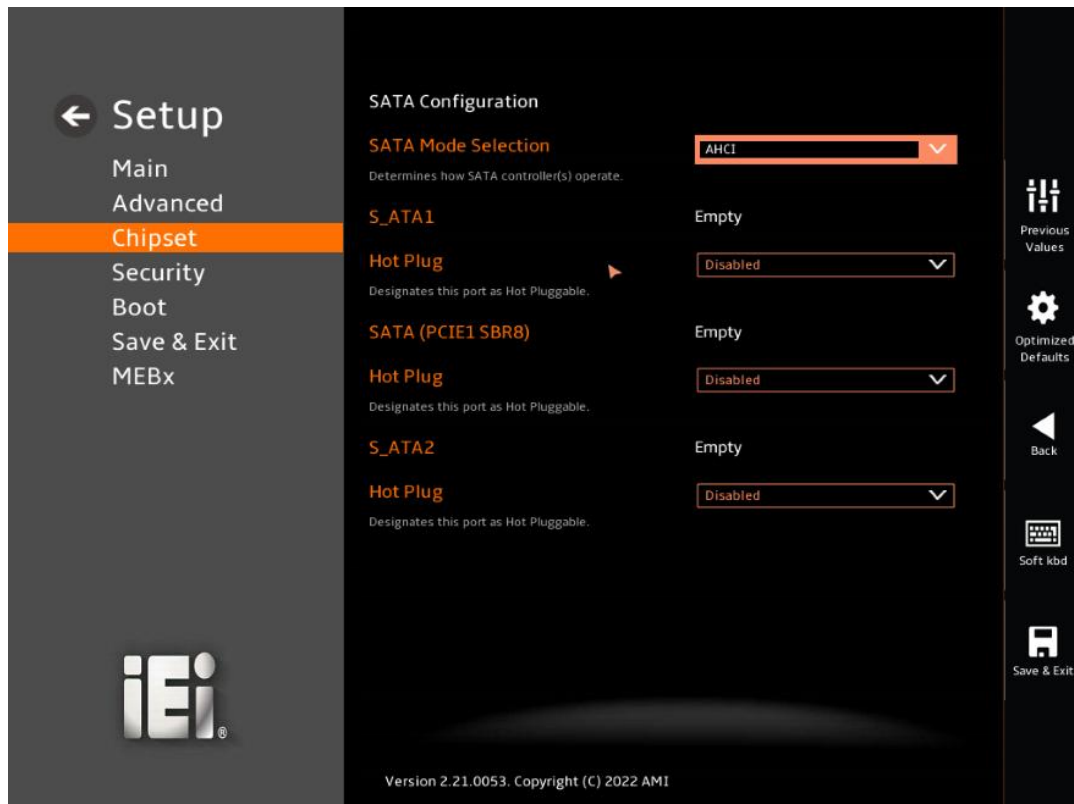 Setup
Main
Advanced
Chipset
Security
Boot
Save & Exit
MEBx
iEi®
SATA Configuration
SATA Mode Selection AHCI
Determines how SATA controller(s) operate.
S_ATA1 Empty
Hot Plug Disabled
Designates this port as Hot Pluggable.
SATA (PCIE1 SBR8) Empty
Hot Plug Disabled
Designates this port as Hot Pluggable.
S_ATA2 Empty
Hot Plug Disabled
Designates this port as Hot Pluggable.
Version 2.21.0053. Copyright (C) 2022 AMI
Previous
Values
Optimized
Defaults
Back
Soft kbd
Save & Exit